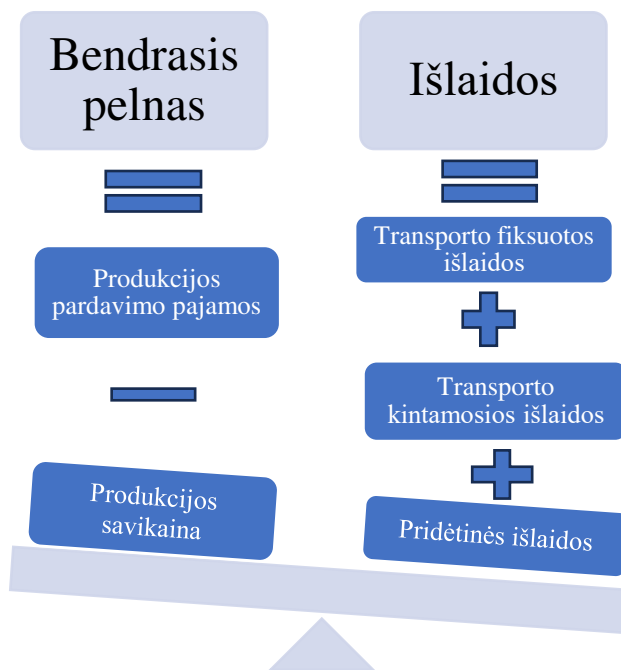 Bendrasis
pelnas
Produkcijos
pardavimo pajamos
Produkcijos
savikaina
Išlaidos
Transporto fiksuotos
išlaidos
Transporto
kintamosios išlaidos
Pridėtinės išlaidos